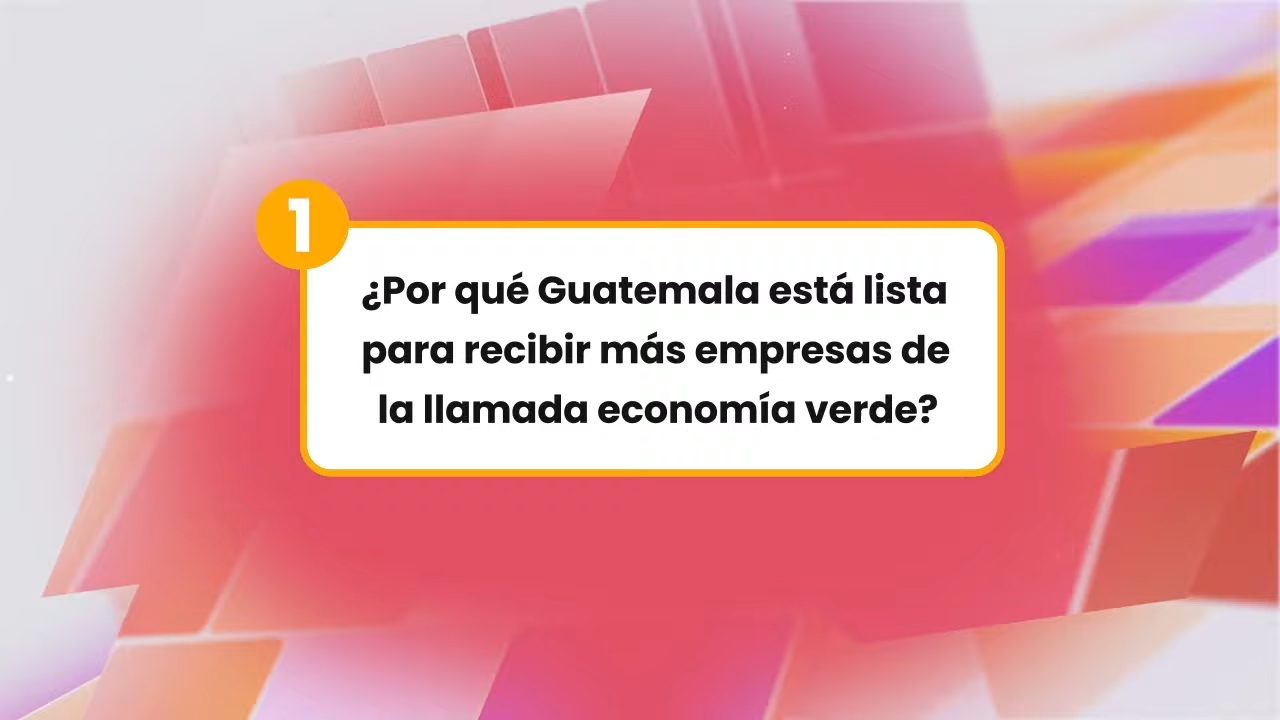 1
¿Por qué Guatemala está lista
para recibir más empresas de
la llamada economía verde?